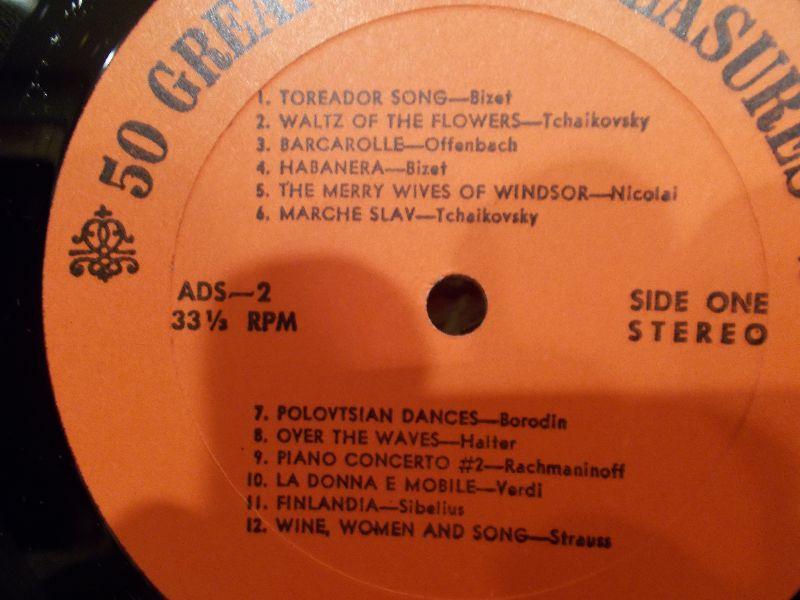 50 GREA
EASURES
1. TOREADOR SONG—Bizet
2. WALTZ OF THE FLOWERS—Tchaikovsky
3. BARCAROLLE—Offenbach
4. HABANERA—Bizet
5. THE MERRY WIVES OF WINDSOR—Nicolai
6. MARCHE SLAV—Tchaikovsky
ADS—2
33 1/3 RPM
SIDE ONE
STEREO
7. POLOVTSIAN DANCES—Borodin
8. OVER THE WAVES—Halter
9. PIANO CONCERTO #2—Rachmaninoff
10. LA DONNA E MOBILE—Verdi
11. FINLANDIA—Sibelius
12. WINE, WOMEN AND SONG—Strauss